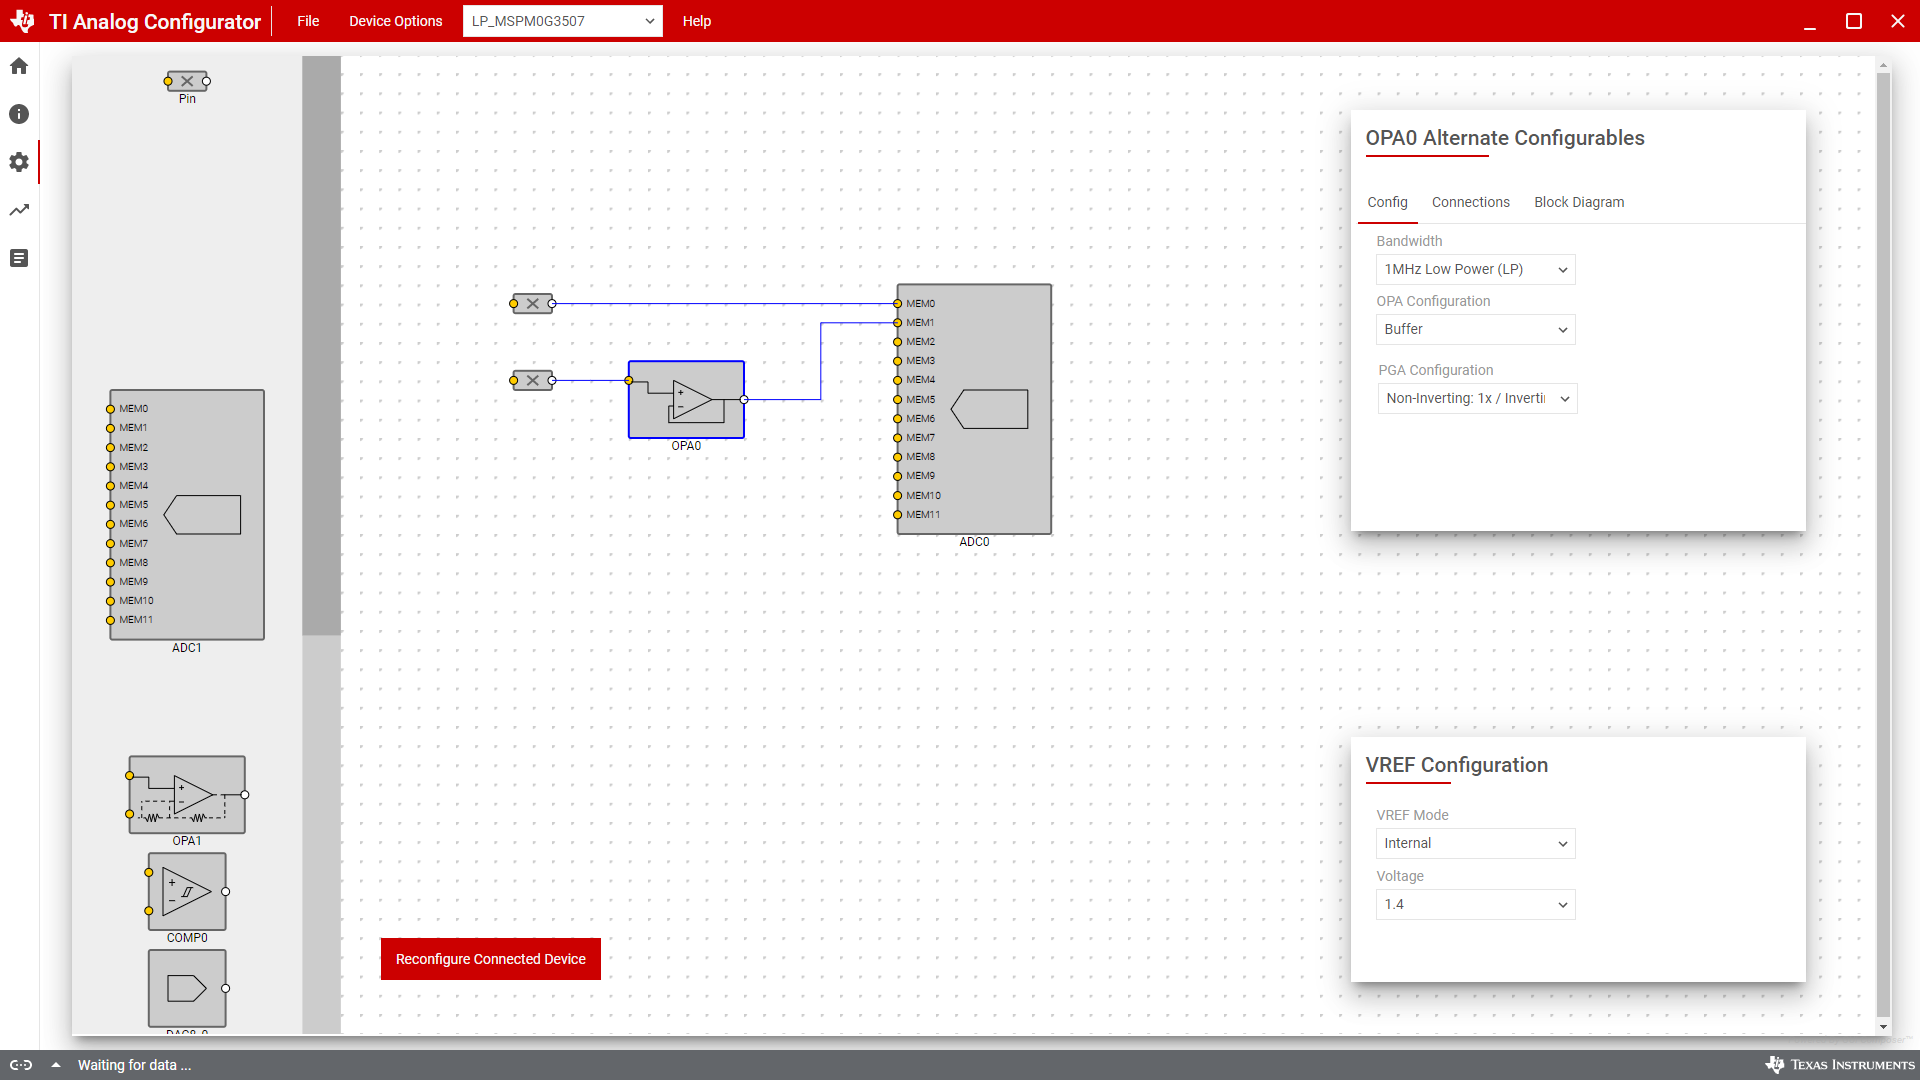 TI Analog Configurator
File
Device Options
LP_MSPM0G3507
Help
Pin
MEM0
MEM1
MEM2
MEM3
MEM4
MEM5
MEM6
MEM7
MEM8
MEM9
MEM10
MEM11
ADC1
OPA1
COMP0
OPA0
MEM0
MEM1
MEM2
MEM3
MEM4
MEM5
MEM6
MEM7
MEM8
MEM9
MEM10
MEM11
ADC0
Reconfigure Connected Device
OPA0 Alternate Configurables
Config
Connections
Block Diagram
Bandwidth
1MHz Low Power (LP)
OPA Configuration
Buffer
PGA Configuration
Non-Inverting: 1x / Inverti
VREF Configuration
VREF Mode
Internal
Voltage
1.4
Waiting for data ...
TEXAS INSTRUMENTS